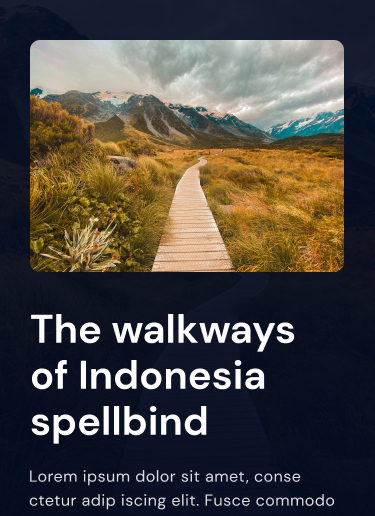 The walkways
of Indonesia
spellbind
Lorem ipsum dolor sit amet, conse
ctetur adip iscing elit. Fusce commodo